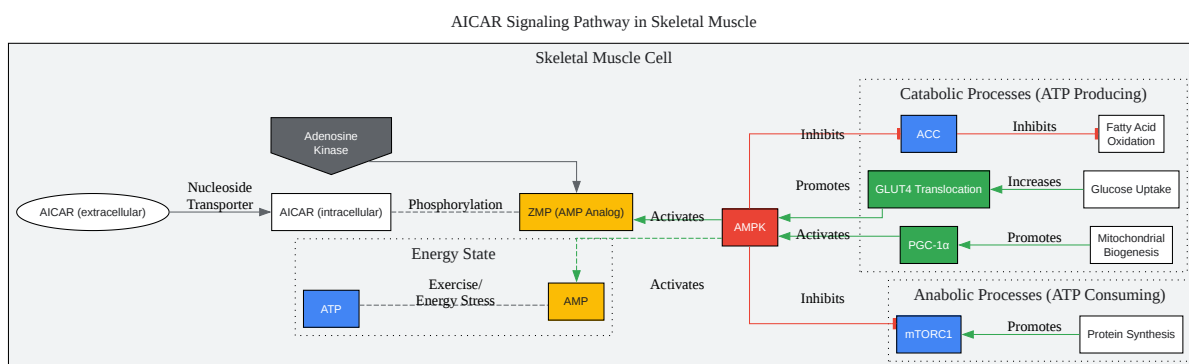 AICAR Signaling Pathway in Skeletal Muscle
Skeletal Muscle Cell
Catabolic Processes (ATP Producing)
Adenosine
Kinase
Inhibits
ACC
Inhibits
Fatty Acid
Oxidation
Nucleoside
Transporter
Promotes
GLUT4 Translocation
Increases
Glucose Uptake
AICAR (extracellular)
AICAR (intracellular)
Phosphorylation
ZMP (AMP Analog)
Activates
AMPK
Activates
PGC-1α
Promotes
Mitochondrial
Biogenesis
Energy State
Exercise/
Energy Stress
ATP
AMP
Activates
Inhibits
Anabolic Processes (ATP Consuming)
mTORC1
Promotes
Protein Synthesis